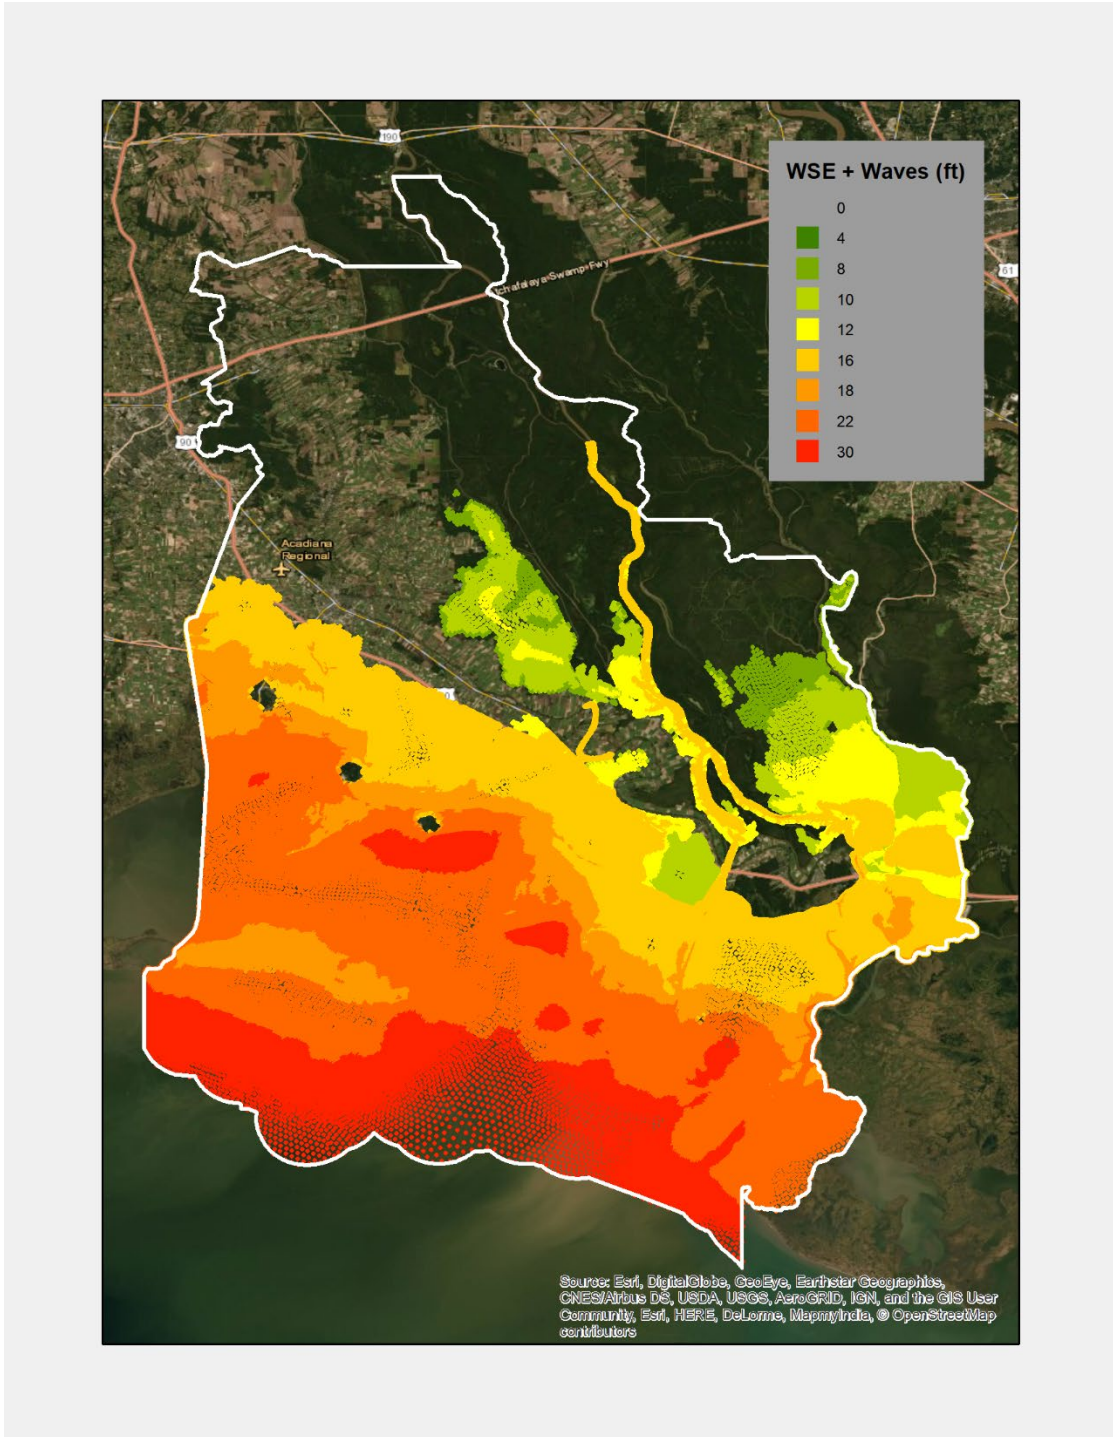 190
WSE + Waves (ft)
0
4
8
10
12
16
18
22
30
61
tchafalaya Swamp Fwy
90
Acadiana
Regional
Source: Esri, DigitalGlobe, GeoEye, Earthstar Geographics,
CNES/Airbus DS, USDA, USGS, AeroGRID, IGN, and the GIS User
Community, Esri, HERE, DeLorme, MapmyIndia, © OpenStreetMap
contributors